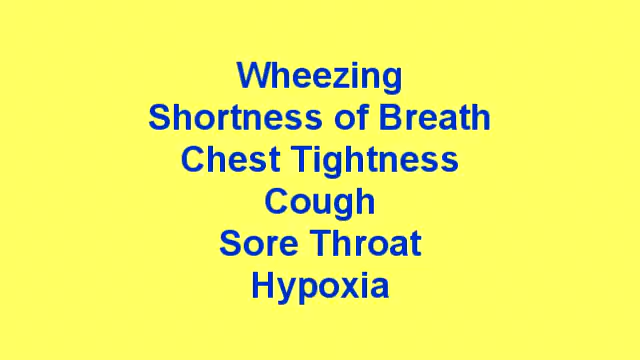 Wheezing
Shortness of Breath
Chest Tightness
Cough
Sore Throat
Hypoxia